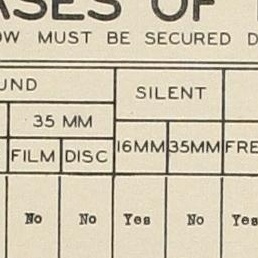 ASES OF
OW MUST BE SECURED D
UND SILENT
35 MM
FILM DISC 16MM 35MM FRE
No No Yes No Yes